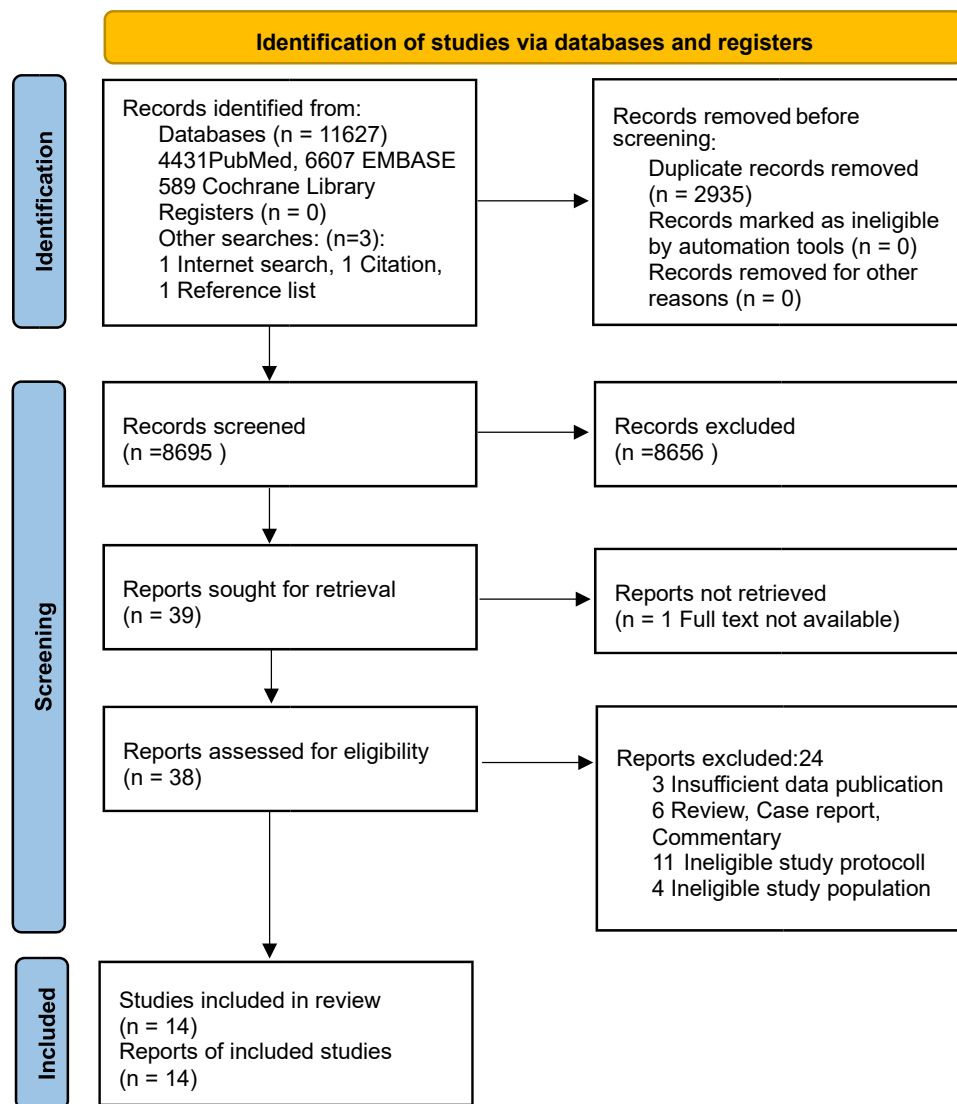 Identification of studies via databases and registers
Identification
Records identified from:
Databases (n = 11627)
4431PubMed, 6607 EMBASE
589 Cochrane Library
Registers (n = 0)
Other searches: (n=3):
1 Internet search, 1 Citation,
1 Reference list
Records removed before
screening:
Duplicate records removed
(n = 2935)
Records marked as ineligible
by automation tools (n = 0)
Records removed for other
reasons (n = 0)
Screening
Records screened
(n =8695 )
Records excluded
(n =8656 )
Reports sought for retrieval
(n = 39)
Reports not retrieved
(n = 1 Full text not available)
Reports assessed for eligibility
(n = 38)
Reports excluded:24
3 Insufficient data publication
6 Review, Case report,
Commentary
11 Ineligible study protocoll
4 Ineligible study population
Included
Studies included in review
(n = 14)
Reports of included studies
(n = 14)